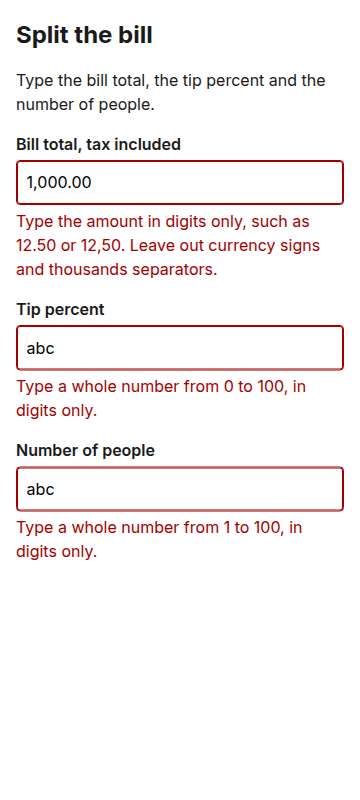 Split the bill
Type the bill total, the tip percent and the
number of people.
Bill total, tax included
1,000.00
Type the amount in digits only, such as
12.50 or 12,50. Leave out currency signs
and thousands separators.
Tip percent
abc
Type a whole number from 0 to 100, in
digits only.
Number of people
abc
Type a whole number from 1 to 100, in
digits only.